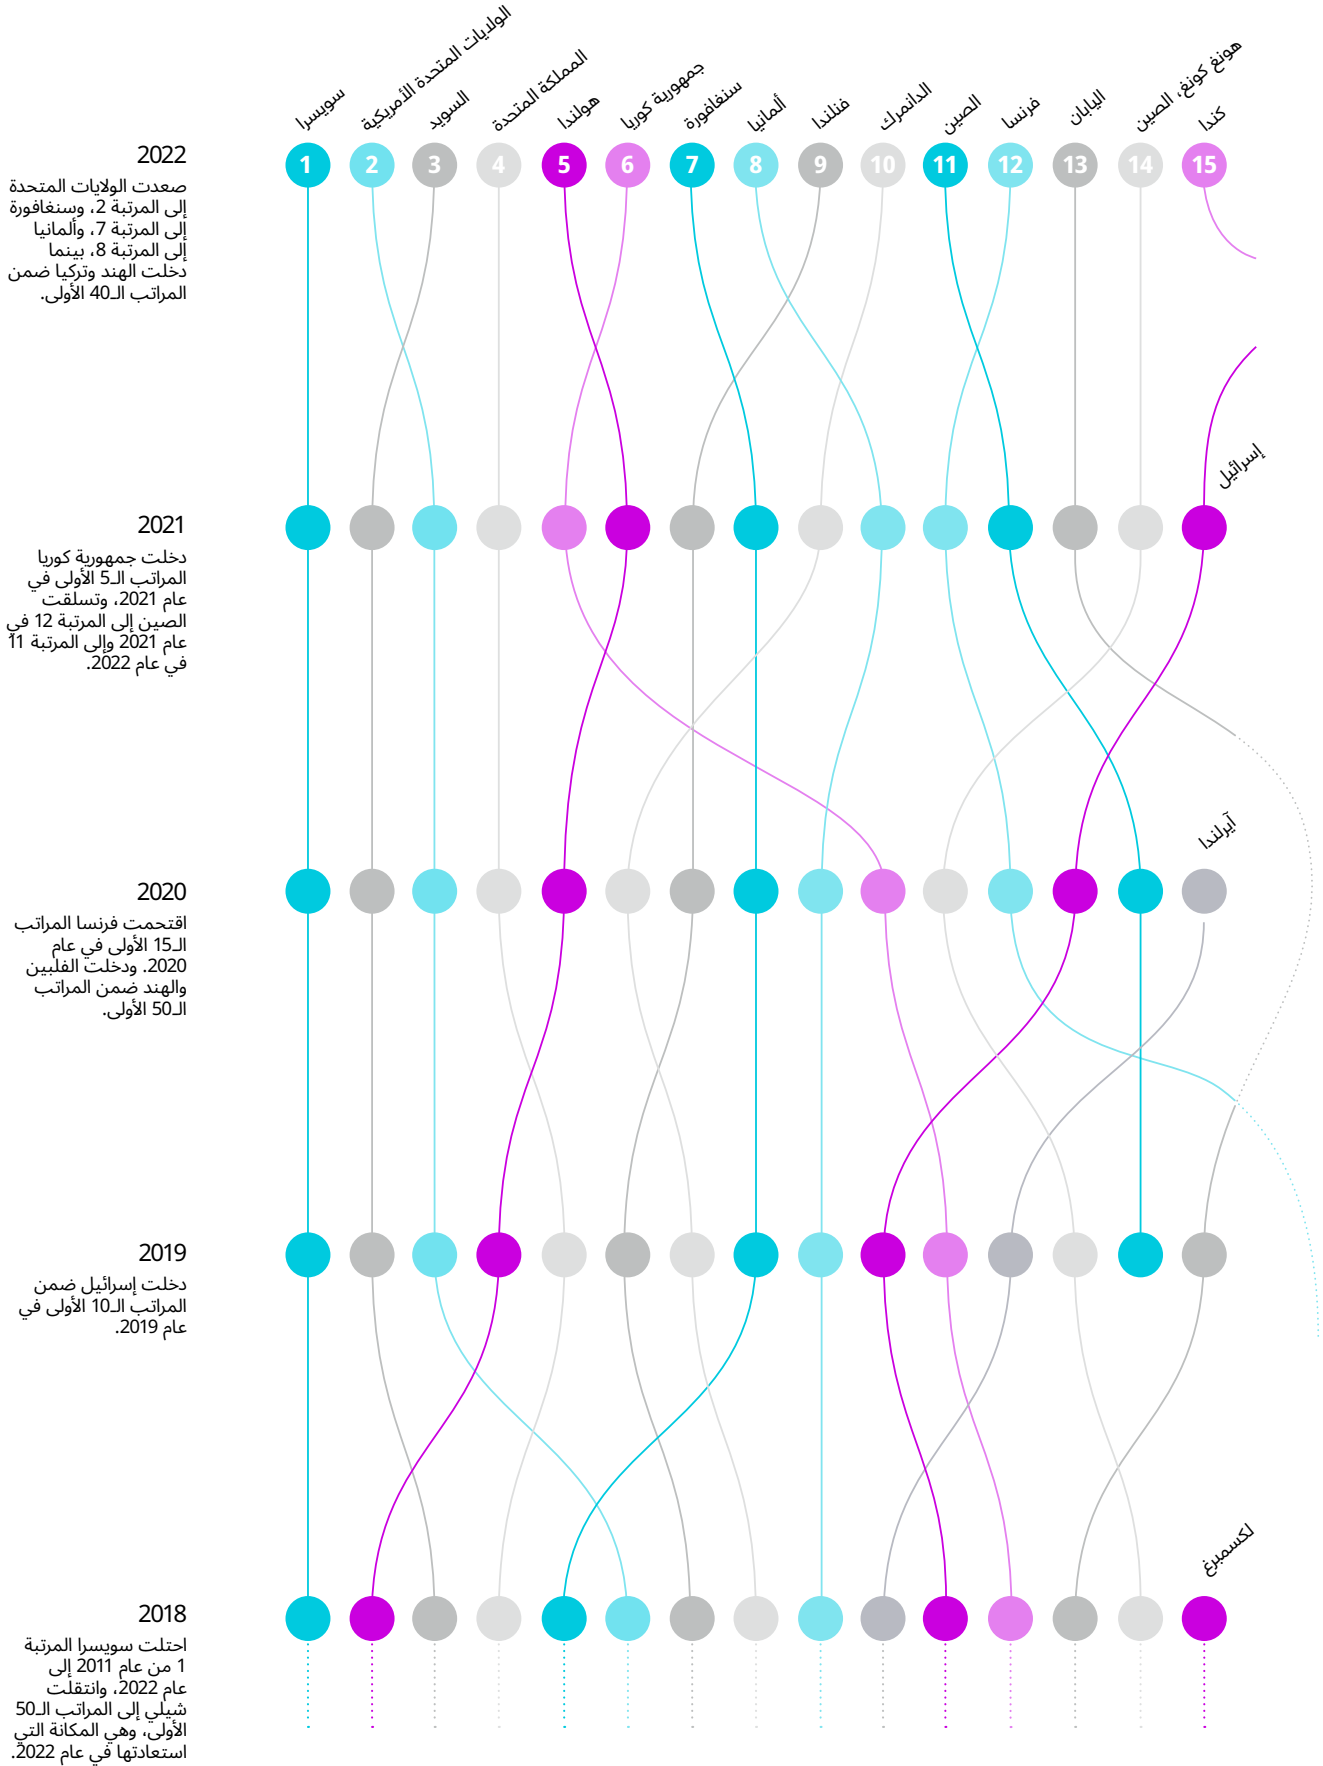 سويسرا
الولايات المتحدة الأمريكية
السويد
المملكة المتحدة
هولندا
جمهورية كوريا
سنغافورة
ألمانيا
فنلندا
الدانمرك
الصين
فرنسا
اليابان
هونغ كونغ، الصين
كندا
1 2 3 4 5 6 7 8 9 10 11 12 13 14 15
2022
صعدت الولايات المتحدة
إلى المرتبة 2، وسنغافورة
إلى المرتبة 7، وألمانيا
إلى المرتبة 8، بينما
دخلت الهند وتركيا ضمن
المراتب الـ40 الأولى.
إسرائيل
2021
دخلت جمهورية كوريا
المراتب الـ5 الأولى في
عام 2021، وتسلقت
الصين إلى المرتبة 12 في
عام 2021 وإلى المرتبة 11
في عام 2022.
آيرلندا
2020
اقتحمت فرنسا المراتب
الـ15 الأولى في عام
2020. ودخلت الفلبين
والهند ضمن المراتب
الـ50 الأولى.
2019
دخلت إسرائيل ضمن
المراتب الـ10 الأولى في
عام 2019.
لكسمبرغ
2018
احتلت سويسرا المرتبة
1 من عام 2011 إلى
عام 2022، وانتقلت
شيلي إلى المراتب الـ50
الأولى، وهي المكانة التي
استعادتها في عام 2022.